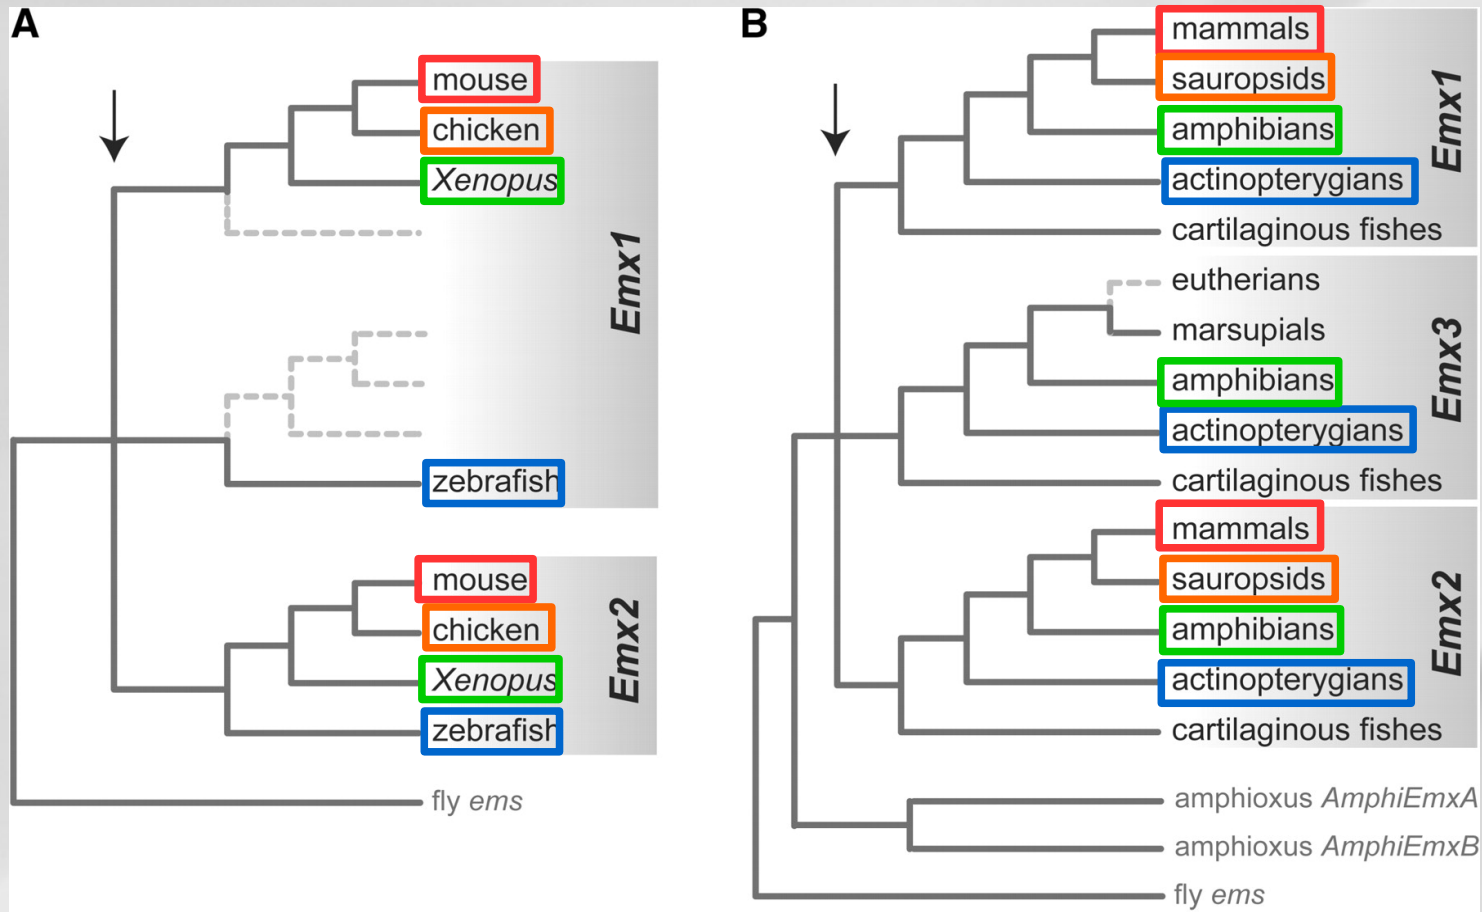 A
mouse
chicken
Xenopus
Emx1
zebrafish
mouse
chicken
Xenopus
zebrafish
Emx2
fly ems
B
mammals
sauropsids
amphibians
actinopterygians
cartilaginous fishes
Emx1
eutherians
marsupials
amphibians
actinopterygians
cartilaginous fishes
Emx3
mammals
sauropsids
amphibians
actinopterygians
cartilaginous fishes
Emx2
amphioxus AmphiEmxA
amphioxus AmphiEmxB
fly ems